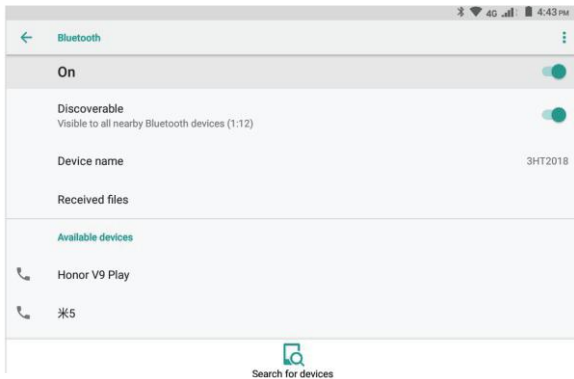 4G 4:43 PM
Bluetooth
On
Discoverable
Visible to all nearby Bluetooth devices (1:12)
Device name 3HT2018
Received files
Available devices
Honor V9 Play
米5
Search for devices